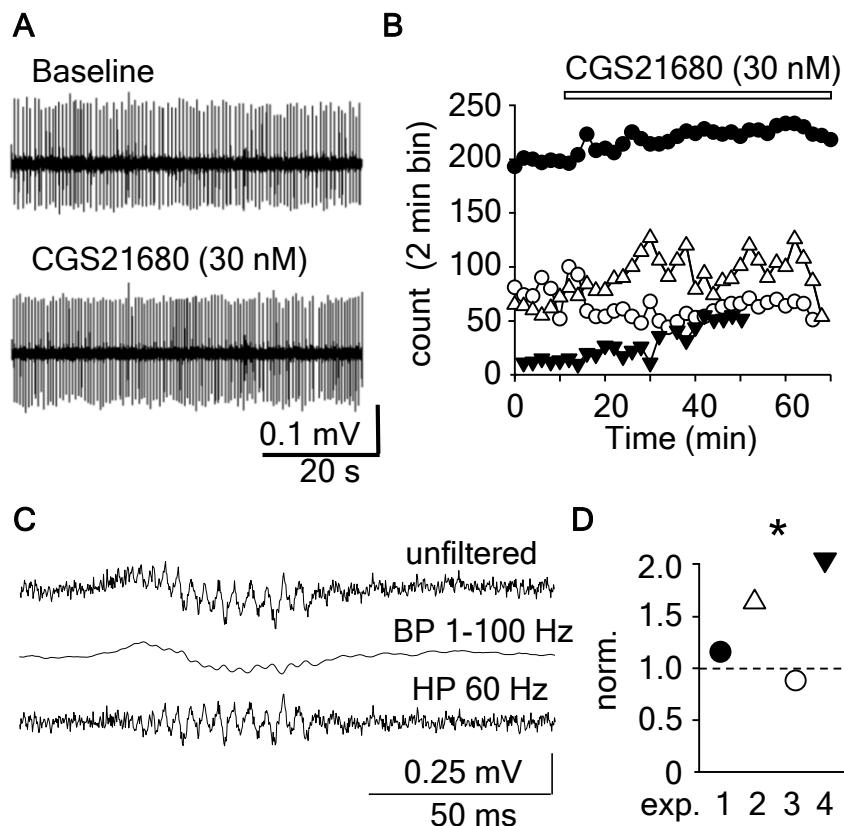 A
Baseline
CGS21680 (30 nM)
0.1 mV
20 s
B
CGS21680 (30 nM)
count (2 min bin)
250
200
150
100
50
0
0 20 40 60
Time (min)
C
unfiltered
BP 1-100 Hz
HP 60 Hz
0.25 mV
50 ms
D
*
norm.
2.0
1.5
1.0
0.5
0
exp. 1 2 3 4